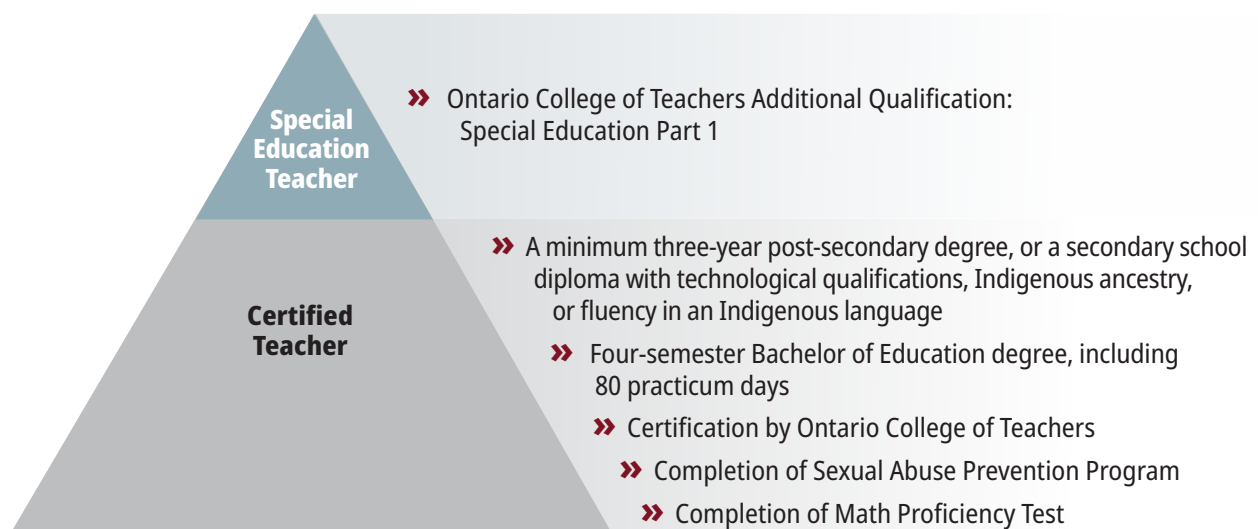 Special
Education
Teacher
» Ontario College of Teachers Additional Qualification:
Special Education Part 1
Certified
Teacher
» A minimum three-year post-secondary degree, or a secondary school
diploma with technological qualifications, Indigenous ancestry,
or fluency in an Indigenous language
» Four-semester Bachelor of Education degree, including
80 practicum days
» Certification by Ontario College of Teachers
» Completion of Sexual Abuse Prevention Program
» Completion of Math Proficiency Test